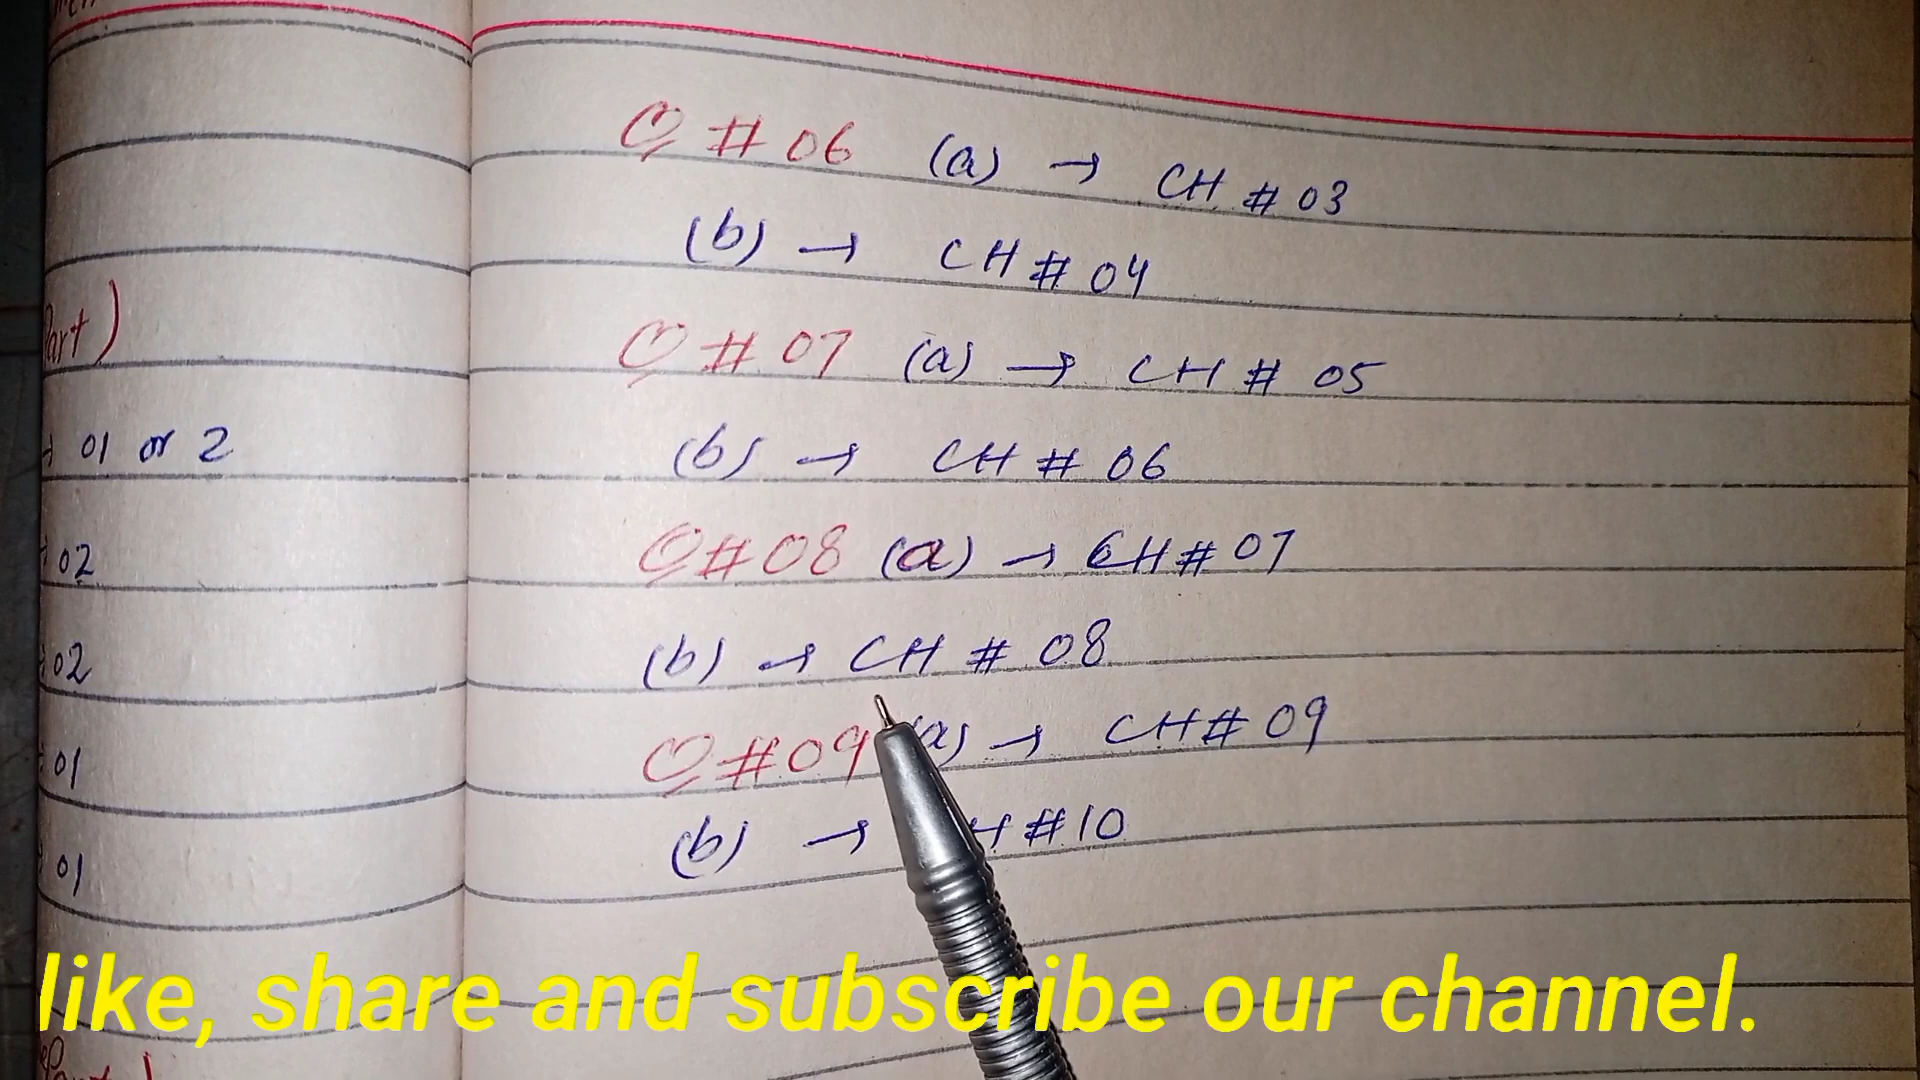 Part)
→ 01 or 2
02
02
01
01
Q # 06 (a) → CH # 03
(b) → CH # 04
Q # 07 (a) → CH # 05
(b) → CH # 06
Q # 08 (a) → CH # 07
(b) → CH # 08
Q # 09 (a) → CH # 09
(b) → CH # 10
like, share and subscribe our channel.